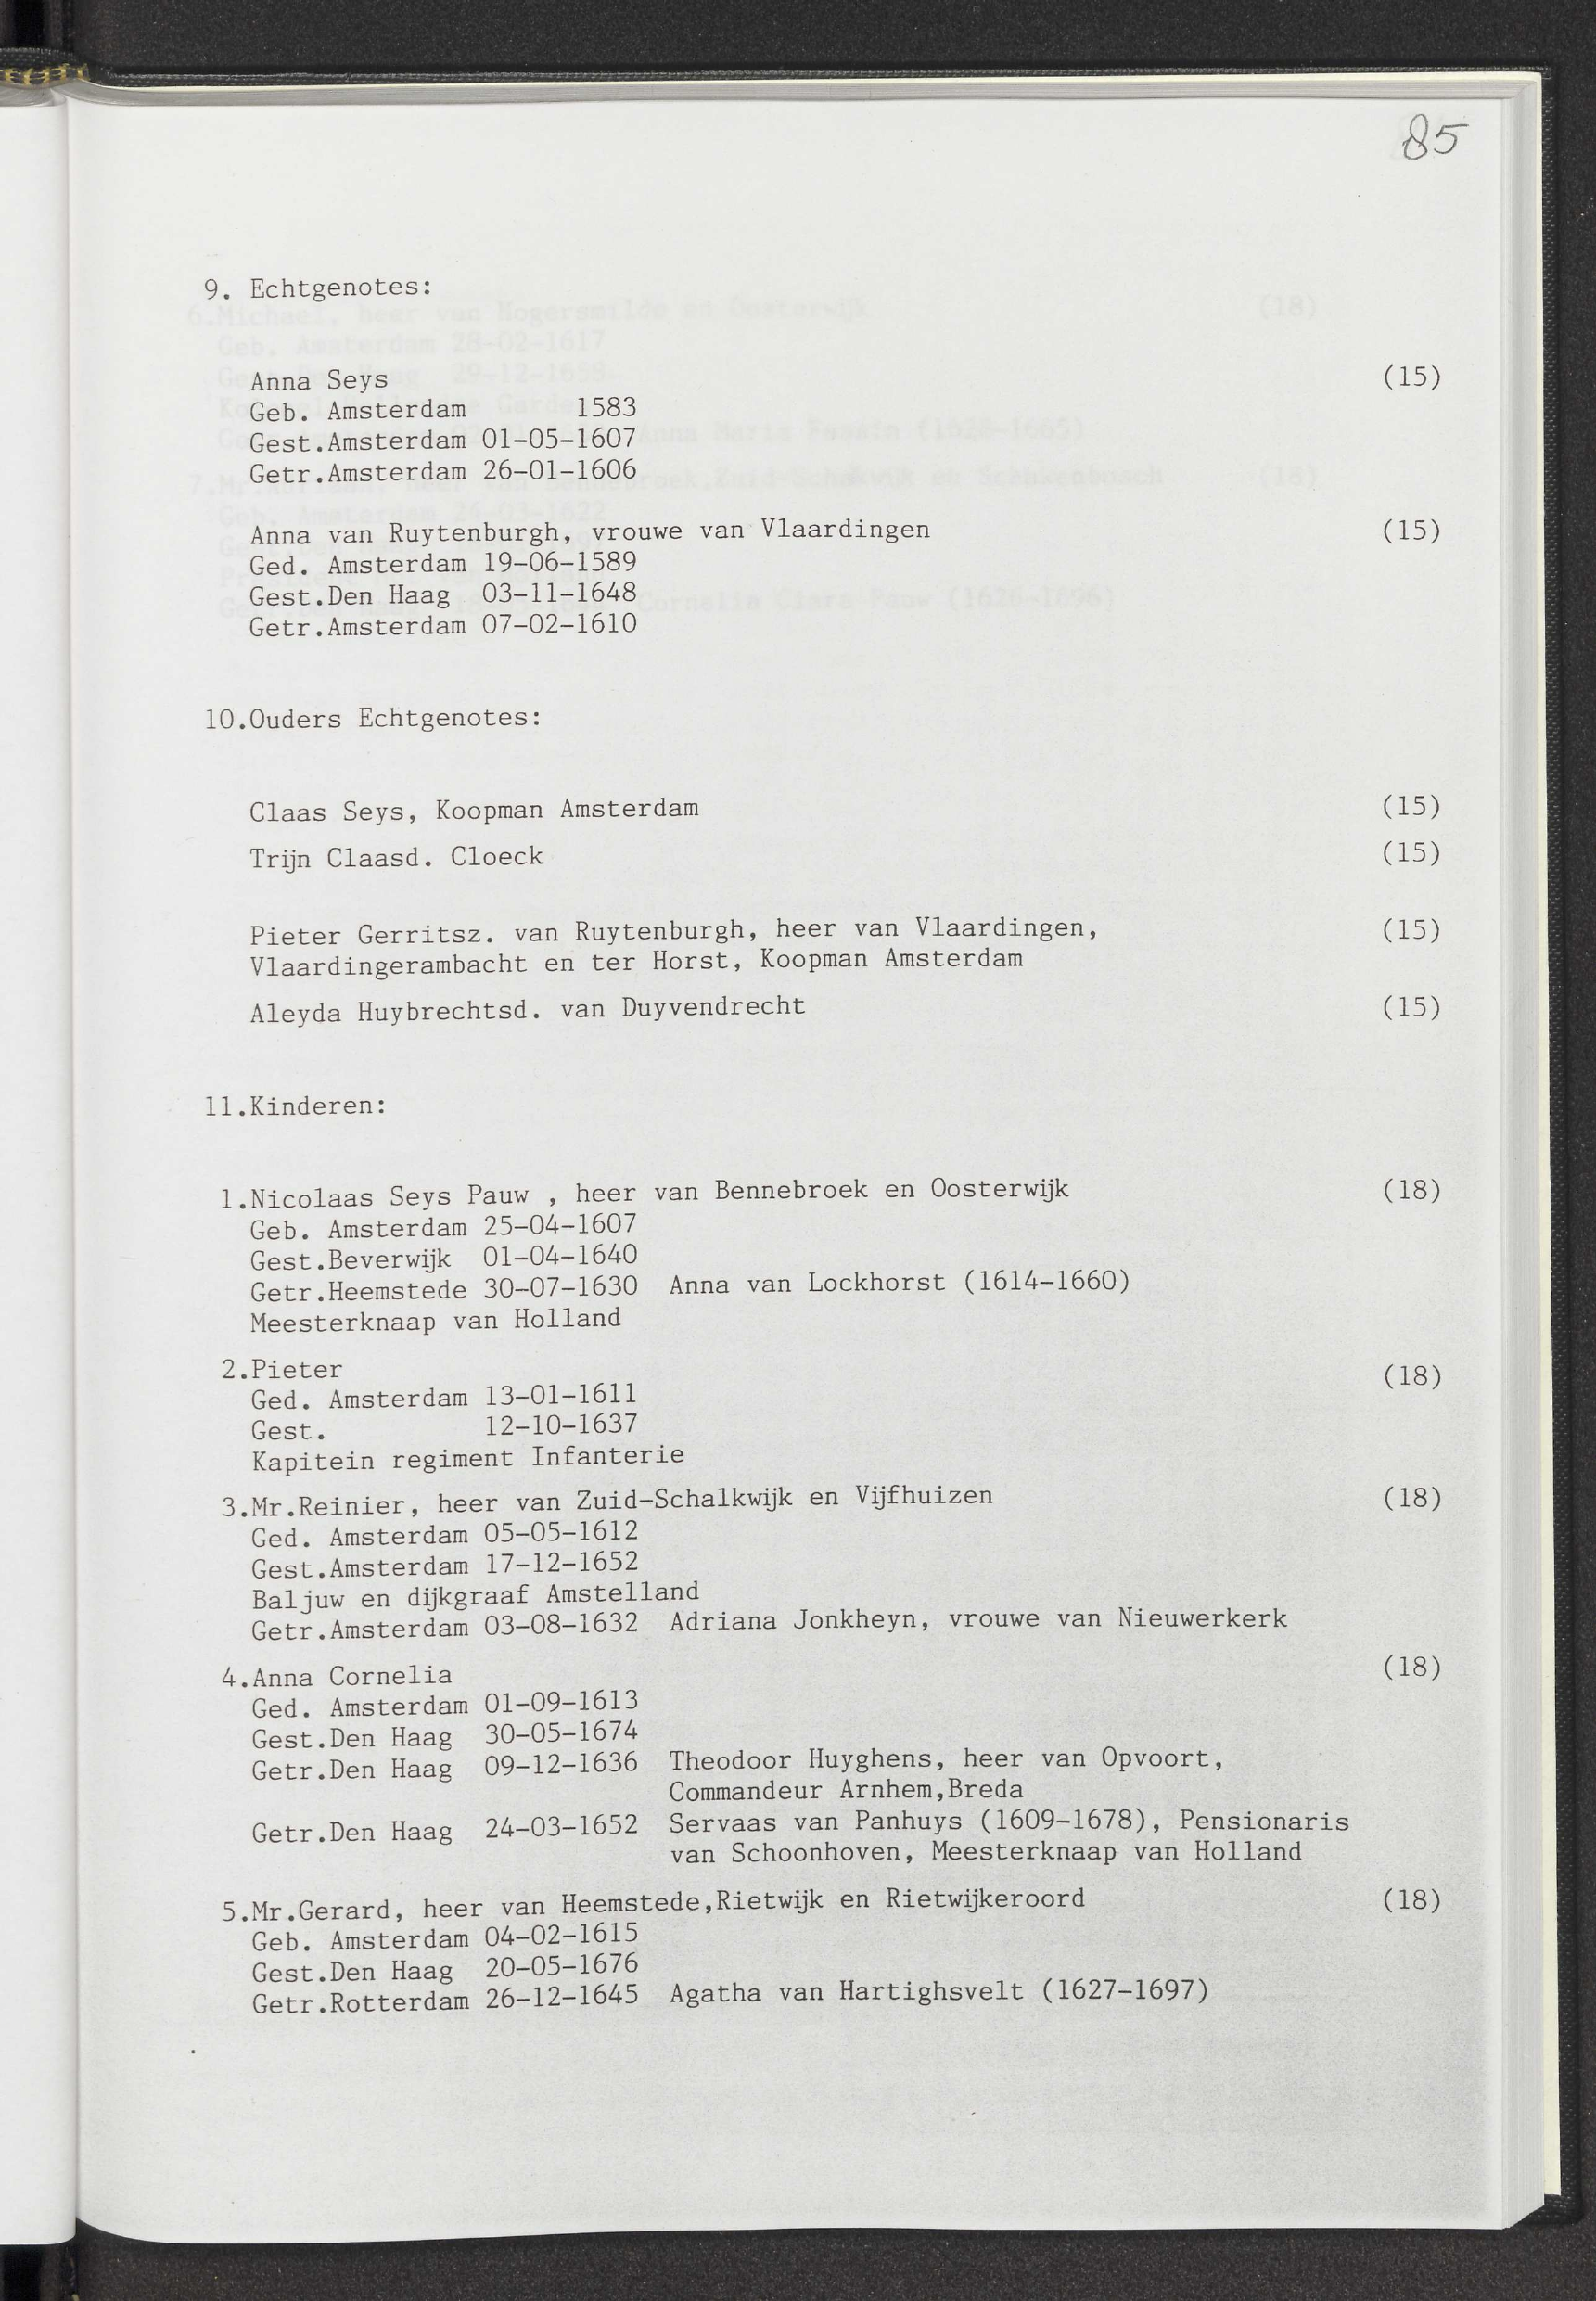 85
9. Echtgenotes:
Anna Seys (15)
Geb. Amsterdam 1583
Gest.Amsterdam 01-05-1607
Getr.Amsterdam 26-01-1606
Anna van Ruytenburgh, vrouwe van Vlaardingen (15)
Ged. Amsterdam 19-06-1589
Gest.Den Haag 03-11-1648
Getr.Amsterdam 07-02-1610
10.Ouders Echtgenotes:
Claas Seys, Koopman Amsterdam (15)
Trijn Claasd. Cloeck (15)
Pieter Gerritsz. van Ruytenburgh, heer van Vlaardingen, (15)
Vlaardingerambacht en ter Horst, Koopman Amsterdam
Aleyda Huybrechtsd. van Duyvendrecht (15)
11.Kinderen:
1.Nicolaas Seys Pauw , heer van Bennebroek en Oosterwijk (18)
Geb. Amsterdam 25-04-1607
Gest.Beverwijk 01-04-1640
Getr.Heemstede 30-07-1630 Anna van Lockhorst (1614-1660)
Meesterknaap van Holland
2.Pieter (18)
Ged. Amsterdam 13-01-1611
Gest. 12-10-1637
Kapitein regiment Infanterie
3.Mr.Reinier, heer van Zuid-Schalkwijk en Vijfhuizen (18)
Ged. Amsterdam 05-05-1612
Gest.Amsterdam 17-12-1652
Baljuw en dijkgraaf Amstelland
Getr.Amsterdam 03-08-1632 Adriana Jonkheyn, vrouwe van Nieuwerkerk
4.Anna Cornelia (18)
Ged. Amsterdam 01-09-1613
Gest.Den Haag 30-05-1674
Getr.Den Haag 09-12-1636 Theodoor Huyghens, heer van Opvoort,
Commandeur Arnhem,Breda
Getr.Den Haag 24-03-1652 Servaas van Panhuys (1609-1678), Pensionaris
van Schoonhoven, Meesterknaap van Holland
5.Mr.Gerard, heer van Heemstede,Rietwijk en Rietwijkeroord (18)
Geb. Amsterdam 04-02-1615
Gest.Den Haag 20-05-1676
Getr.Rotterdam 26-12-1645 Agatha van Hartighsvelt (1627-1697)